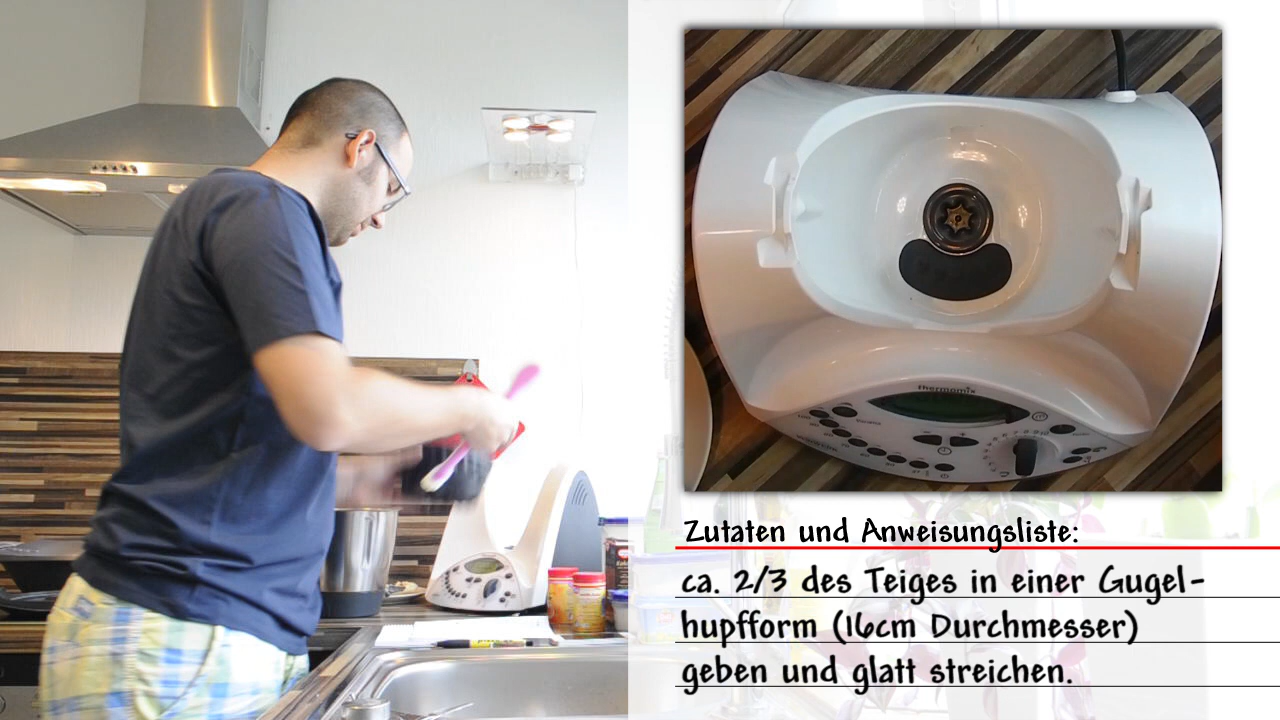 thermomix
Zutaten und Anweisungsliste:
ca. 2/3 des Teiges in einer Gugel-
hupfform (16cm Durchmesser)
geben und glatt streichen.